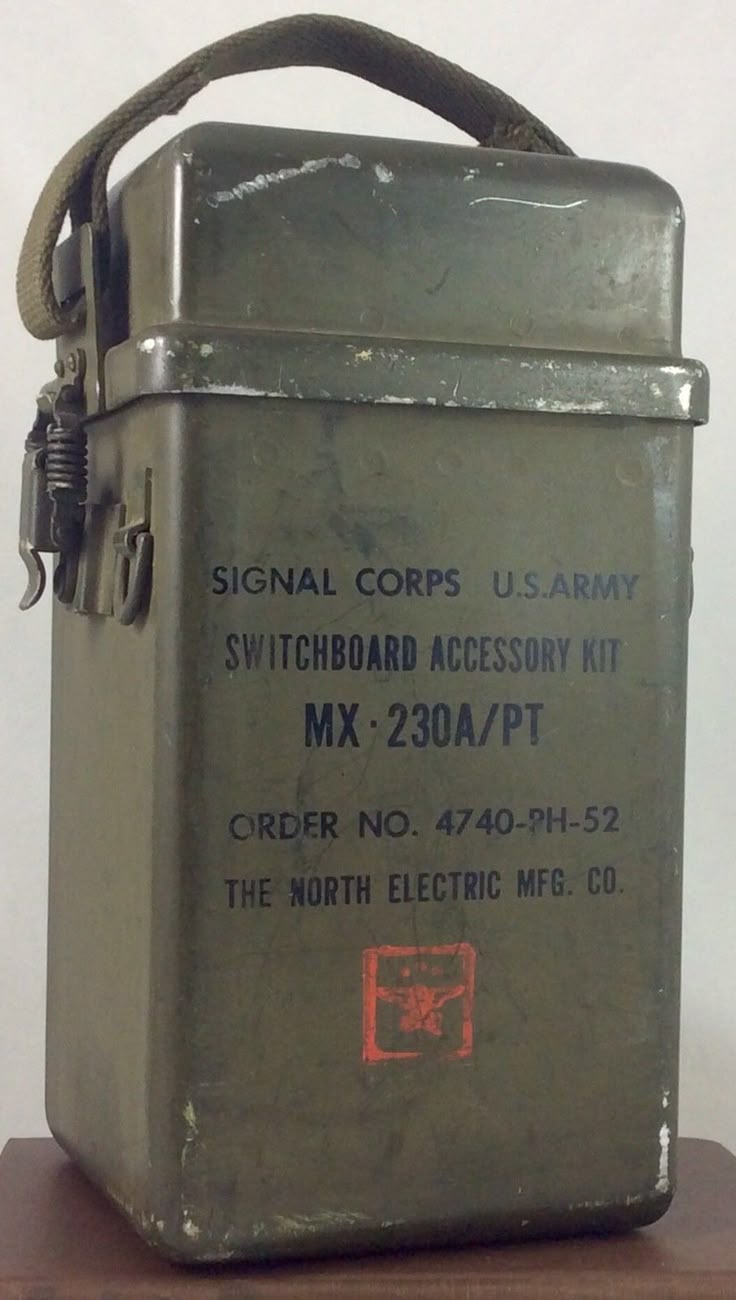 SIGNAL CORPS U.S.ARMY
SWITCHBOARD ACCESSORY KIT
MX·230A/PT
ORDER NO. 4740-PH-52
THE NORTH ELECTRIC MFG. CO.